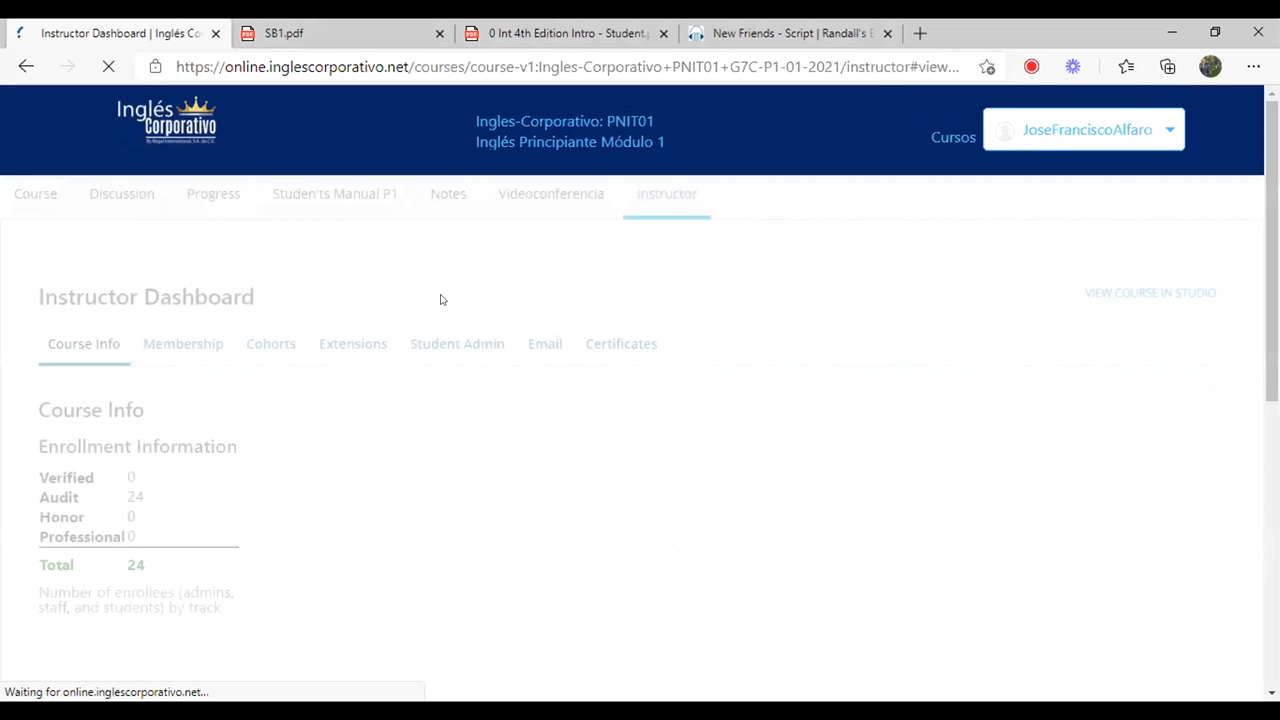 Instructor Dashboard | Inglés Co
SB1.pdf
0 Int 4th Edition Intro - Student.
New Friends - Script | Randall's E
https://online.inglescorporativo.net/courses/course-v1:Ingles-Corporativo+PNIT01+G7C-P1-01-2021/instructor#view...
Inglés
Corporativo
Ingles-Corporativo: PNIT01
Inglés Principiante Módulo 1
Cursos
JoseFranciscoAlfaro
Course
Discussion
Progress
Studen'ts Manual P1
Notes
Videoconferencia
Instructor
Instructor Dashboard
VIEW COURSE IN STUDIO
Course Info
Membership
Cohorts
Extensions
Student Admin
Email
Certificates
Course Info
Enrollment Information
Verified 0
Audit 24
Honor 0
Professional 0
Total 24
Number of enrollees (admins,
staff, and students) by track
Waiting for online.inglescorporativo.net...